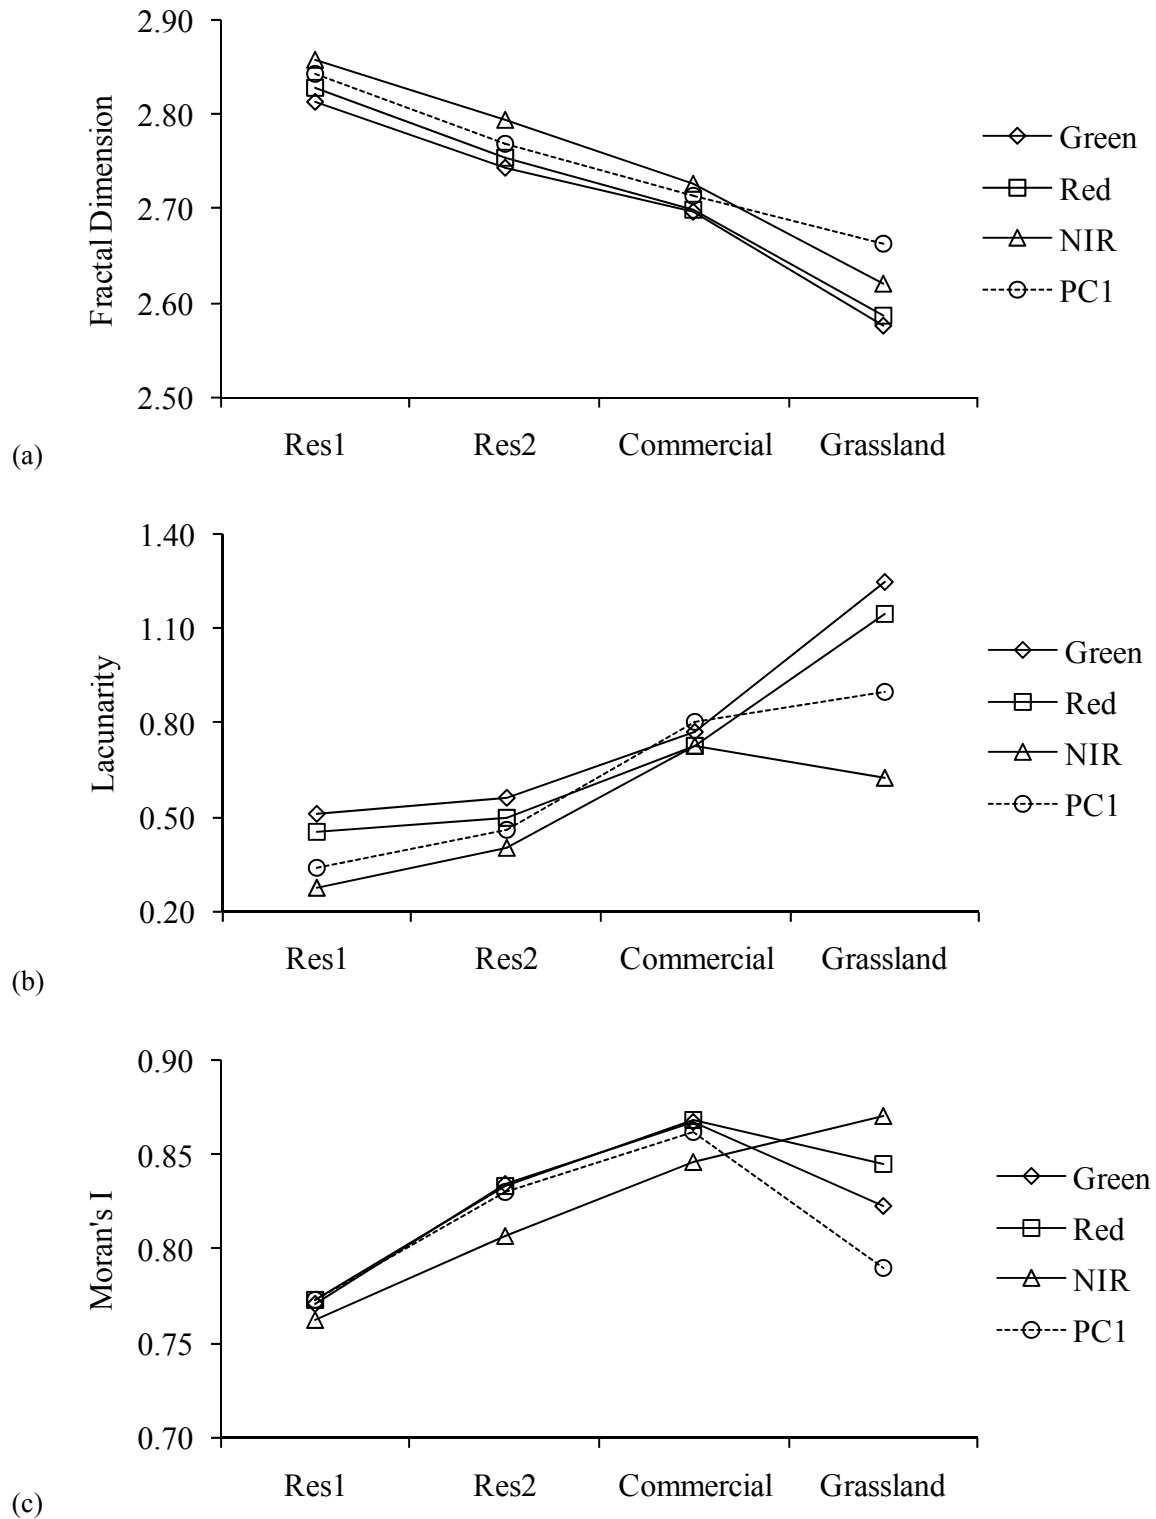 2.90
2.80
2.70
2.60
2.50
Fractal Dimension
Res1 Res2 Commercial Grassland
Green
Red
NIR
PC1
(a)
1.40
1.10
0.80
0.50
0.20
Lacunarity
Res1 Res2 Commercial Grassland
Green
Red
NIR
PC1
(b)
0.90
0.85
0.80
0.75
0.70
Moran's I
Res1 Res2 Commercial Grassland
Green
Red
NIR
PC1
(c)